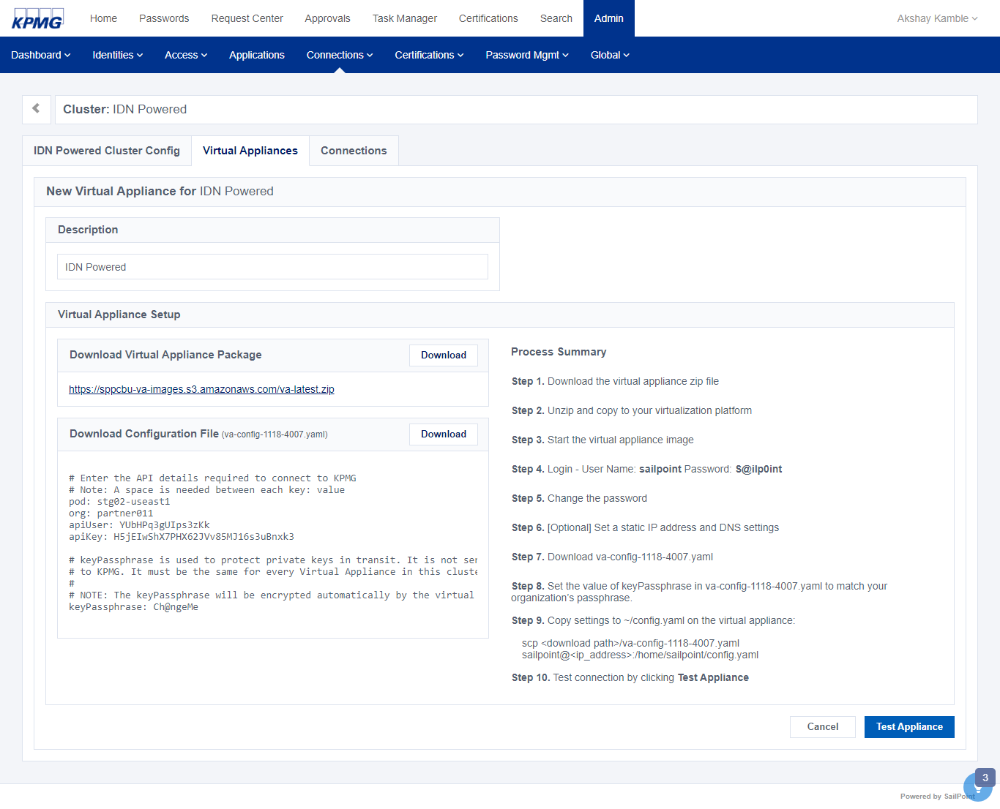 KPMG Home Passwords Request Center Approvals Task Manager Certifications Search Admin Akshay Kamble
Dashboard Identities Access Applications Connections Certifications Password Mgmt Global
Cluster: IDN Powered
IDN Powered Cluster Config Virtual Appliances Connections
New Virtual Appliance for IDN Powered
Description
IDN Powered
Virtual Appliance Setup
Download Virtual Appliance Package Download
https://sppcbu-va-images.s3.amazonaws.com/va-latest.zip
Download Configuration File (va-config-1118-4007.yaml) Download
# Enter the API details required to connect to KPMG
# Note: A space is needed between each key: value
pod: stg02-useast1
org: partner011
apiUser: YUbHPq3gUIps3zKk
apiKey: H5jEIwShX7PHX62JVv85MJ16s3uBnxk3
# keyPassphrase is used to protect private keys in transit. It is not ser
# to KPMG. It must be the same for every Virtual Appliance in this cluste
#
# NOTE: The keyPassphrase will be encrypted automatically by the virtual
keyPassphrase: Ch@ngeMe
Process Summary
Step 1. Download the virtual appliance zip file
Step 2. Unzip and copy to your virtualization platform
Step 3. Start the virtual appliance image
Step 4. Login - User Name: sailpoint Password: S@ilp0int
Step 5. Change the password
Step 6. [Optional] Set a static IP address and DNS settings
Step 7. Download va-config-1118-4007.yaml
Step 8. Set the value of keyPassphrase in va-config-1118-4007.yaml to match your
organization's passphrase.
Step 9. Copy settings to ~/config.yaml on the virtual appliance:
scp <download path>/va-config-1118-4007.yaml
sailpoint@<ip_address>:/home/sailpoint/config.yaml
Step 10. Test connection by clicking Test Appliance
Cancel Test Appliance
3
Powered by SailPoint